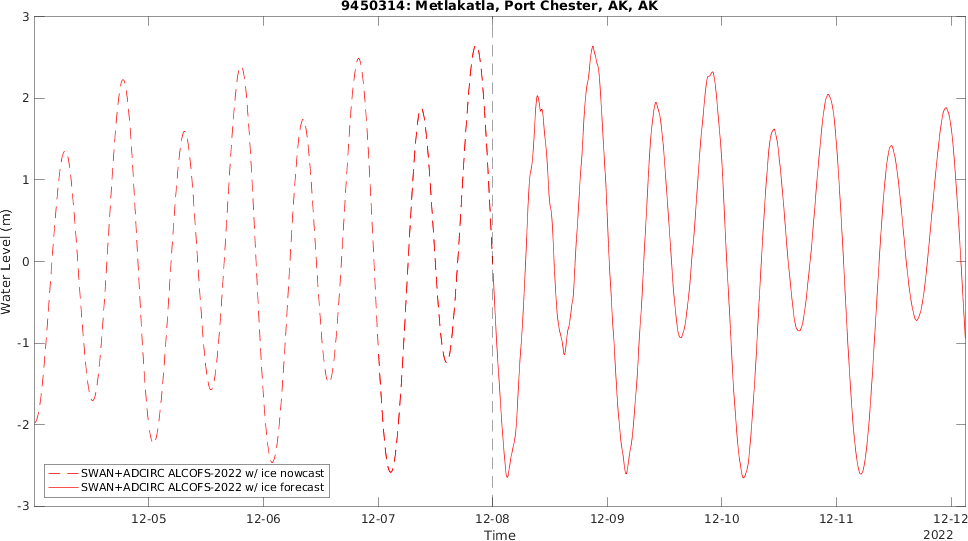 9450314: Metlakatla, Port Chester, AK, AK
Water Level (m)
3
2
1
0
-1
-2
-3
SWAN+ADCIRC ALCOFS-2022 w/ ice nowcast
SWAN+ADCIRC ALCOFS-2022 w/ ice forecast
12-05 12-06 12-07 12-08 12-09 12-10 12-11 12-12
Time
2022